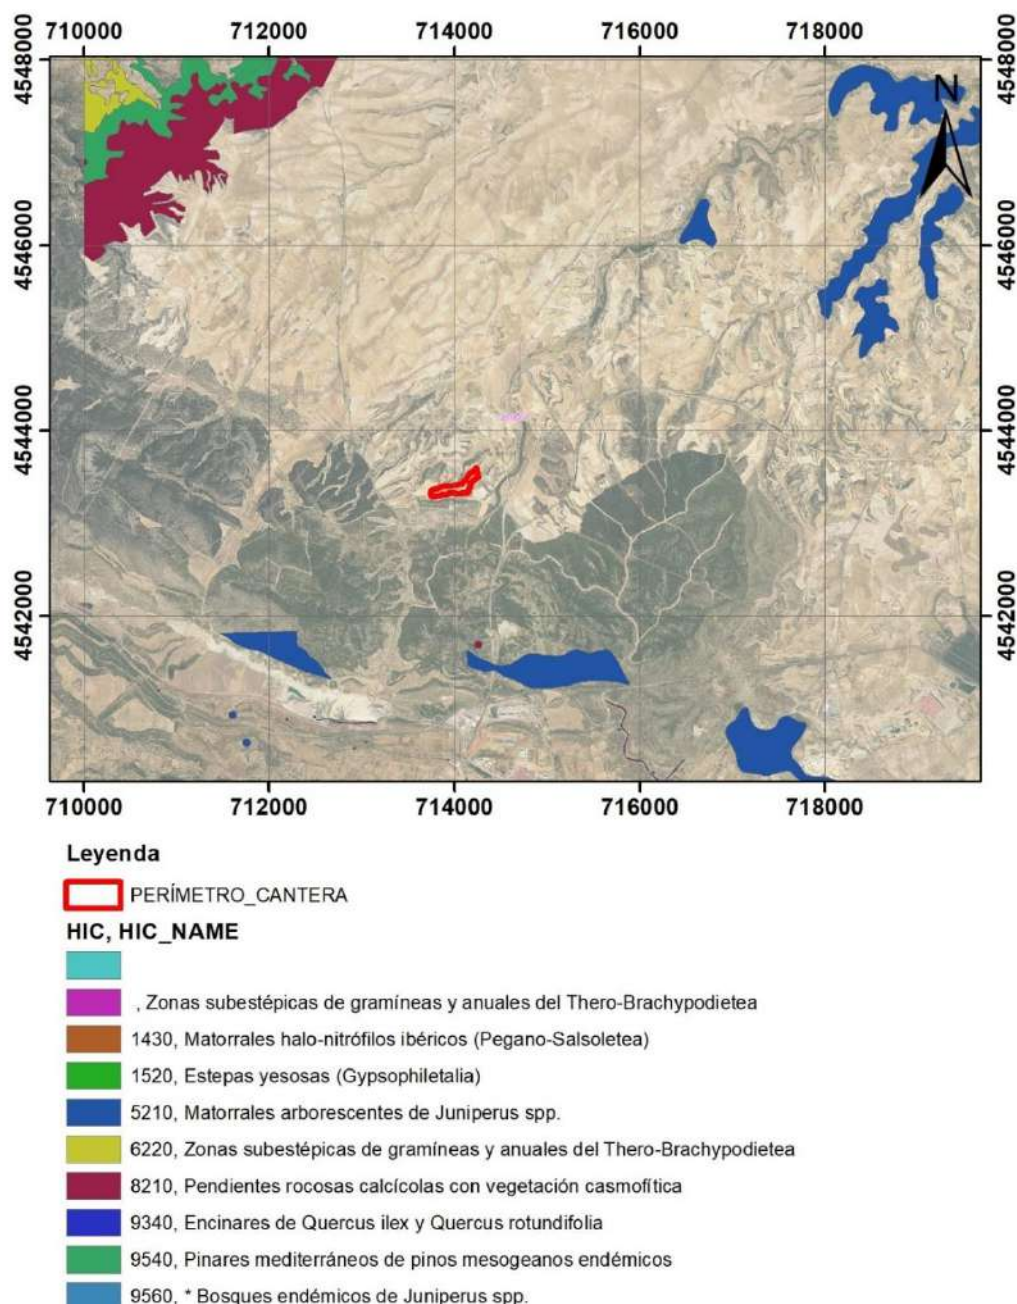 710000 712000 714000 716000 718000
4548000 4548000
N
4546000 4546000
4544000 4544000
4542000 4542000
710000 712000 714000 716000 718000
Leyenda
PERÍMETRO_CANTERA
HIC, HIC_NAME
, Zonas subestépicas de gramíneas y anuales del Thero-Brachypodietea
1430, Matorrales halo-nitrófilos ibéricos (Pegano-Salsoletea)
1520, Estepas yesosas (Gypsophiletalia)
5210, Matorrales arborescentes de Juniperus spp.
6220, Zonas subestépicas de gramíneas y anuales del Thero-Brachypodietea
8210, Pendientes rocosas calcícolas con vegetación casmofítica
9340, Encinares de Quercus ilex y Quercus rotundifolia
9540, Pinares mediterráneos de pinos mesogeanos endémicos
9560, * Bosques endémicos de Juniperus spp.